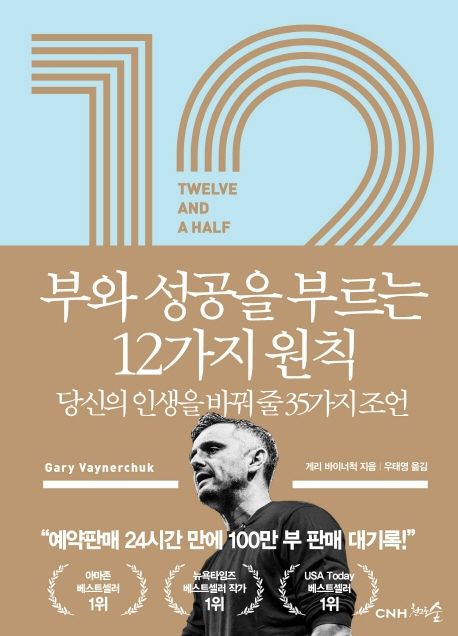 12
TWELVE
AND
A HALF
부와 성공을 부르는
12가지 원칙
당신의 인생을 바꿔 줄 35가지 조언
Gary Vaynerchuk
게리 바이너척 지음 | 우태영 옮김
“예약판매 24시간 만에 100만 부 판매 대기록!”
아마존
베스트셀러
1위
뉴욕타임즈
베스트셀러 작가
1위
USA Today
베스트셀러
1위
CNH 천그루숲